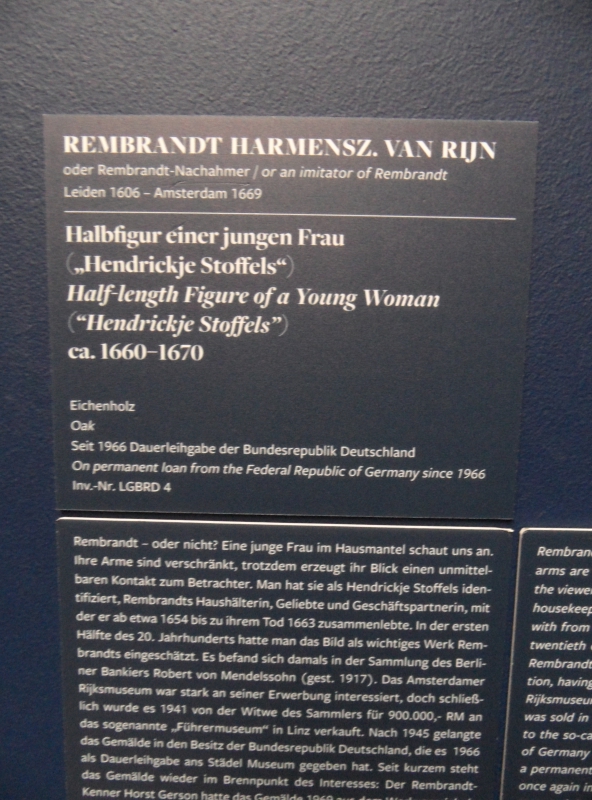 REMBRANDT HARMENSZ. VAN RIJN
oder Rembrandt-Nachahmer / or an imitator of Rembrandt
Leiden 1606 – Amsterdam 1669
Halbfigur einer jungen Frau
(„Hendrickje Stoffels“)
Half-length Figure of a Young Woman
(“Hendrickje Stoffels”)
ca. 1660–1670
Eichenholz
Oak
Seit 1966 Dauerleihgabe der Bundesrepublik Deutschland
On permanent loan from the Federal Republic of Germany since 1966
Inv.-Nr. LGBRD 4
Rembrandt – oder nicht? Eine junge Frau im Hausmantel schaut uns an.
Ihre Arme sind verschränkt, trotzdem erzeugt ihr Blick einen unmittel-
baren Kontakt zum Betrachter. Man hat sie als Hendrickje Stoffels iden-
tifiziert, Rembrandts Haushälterin, Geliebte und Geschäftspartnerin, mit
der er ab etwa 1654 bis zu ihrem Tod 1663 zusammenlebte. In der ersten
Hälfte des 20. Jahrhunderts hatte man das Bild als wichtiges Werk Rem-
brandts eingeschätzt. Es befand sich damals in der Sammlung des Berli-
ner Bankiers Robert von Mendelssohn (gest. 1917). Das Amsterdamer
Rijksmuseum war stark an seiner Erwerbung interessiert, doch schließ-
lich wurde es 1941 von der Witwe des Sammlers für 900.000,- RM an
das sogenannte „Führermuseum“ in Linz verkauft. Nach 1945 gelangte
das Gemälde in den Besitz der Bundesrepublik Deutschland, die es 1966
als Dauerleihgabe ans Städel Museum gegeben hat. Seit kurzem steht
das Gemälde wieder im Brennpunkt des Interesses: Der Rembrandt-
Kenner Horst Gerson hatte das Gemälde 1969 aus dem
Rembran
arms are
the viewe
housekeep
with from
twentieth
Rembrandt
tion, having
Rijksmuseu
was sold in
to the so-ca
of Germany
a permanent
once again in